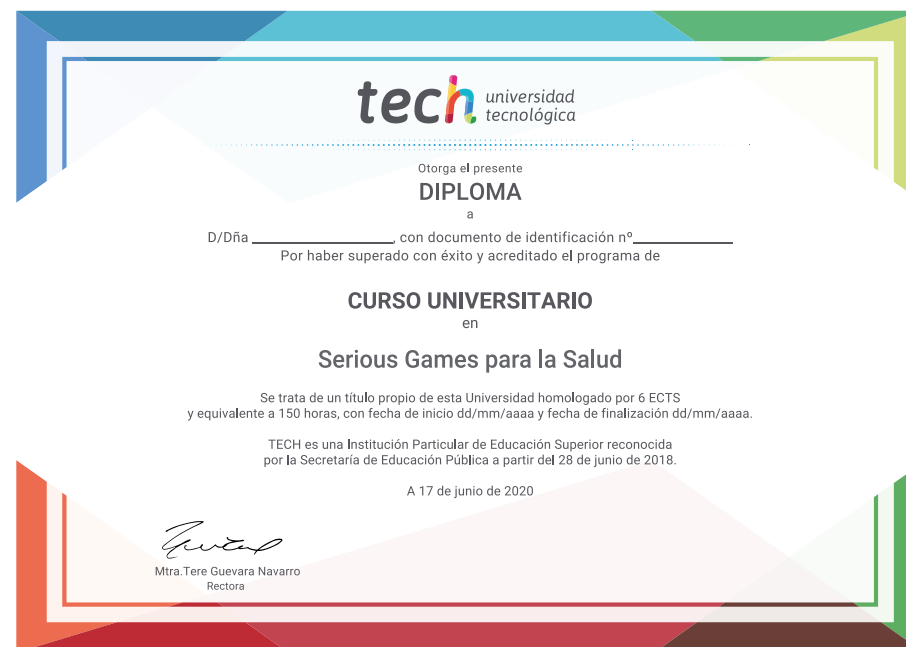 tech universidad
tecnológica
Otorga el presente
DIPLOMA
a
D/Dña ____________________, con documento de identificación nº______________
Por haber superado con éxito y acreditado el programa de
CURSO UNIVERSITARIO
en
Serious Games para la Salud
Se trata de un título propio de esta Universidad homologado por 6 ECTS
y equivalente a 150 horas, con fecha de inicio dd/mm/aaaa y fecha de finalización dd/mm/aaaa.
TECH es una Institución Particular de Educación Superior reconocida
por la Secretaría de Educación Pública a partir del 28 de junio de 2018.
A 17 de junio de 2020
Mtra.Tere Guevara Navarro
Rectora